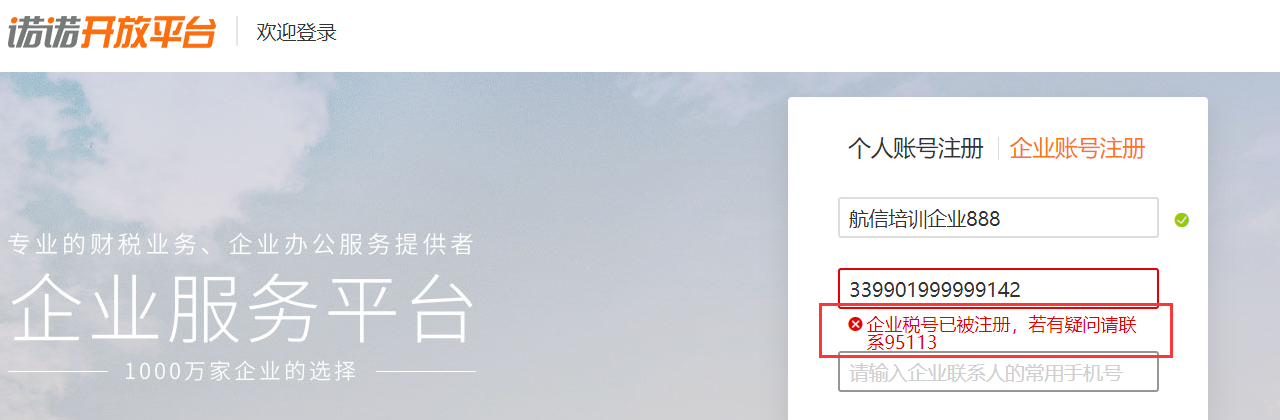 诺诺开放平台
欢迎登录
个人账号注册
企业账号注册
航信培训企业888
专业的财税业务、企业办公服务提供者
企业服务平台
1000万家企业的选择
339901999999142
企业税号已被注册，若有疑问请联
系95113
请输入企业联系人的常用手机号